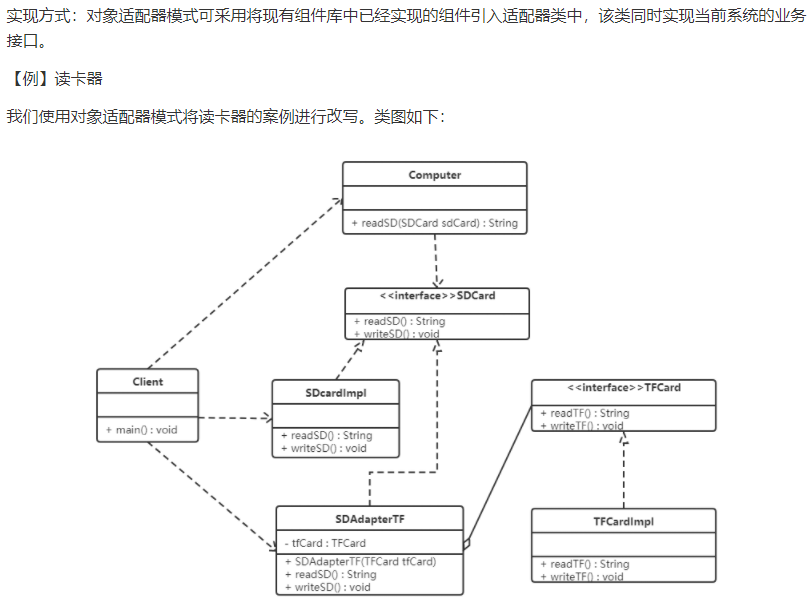 实现方式：对象适配器模式可采用将现有组件库中已经实现的组件引入适配器类中，该类同时实现当前系统的业务
接口。
【例】读卡器
我们使用对象适配器模式将读卡器的案例进行改写。类图如下：
Computer
+ readSD(SDCard sdCard) : String
<<interface>>SDCard
+ readSD() : String
+ writeSD() : void
Client
+ main() : void
SDcardImpl
+ readSD() : String
+ writeSD() : void
<<interface>>TFCard
+ readTF() : String
+ writeTF() : void
SDAdapterTF
- tfCard : TFCard
+ SDAdapterTF(TFCard tfCard)
+ readSD() : String
+ writeSD() : void
TFCardImpl
+ readTF() : String
+ writeTF() : void